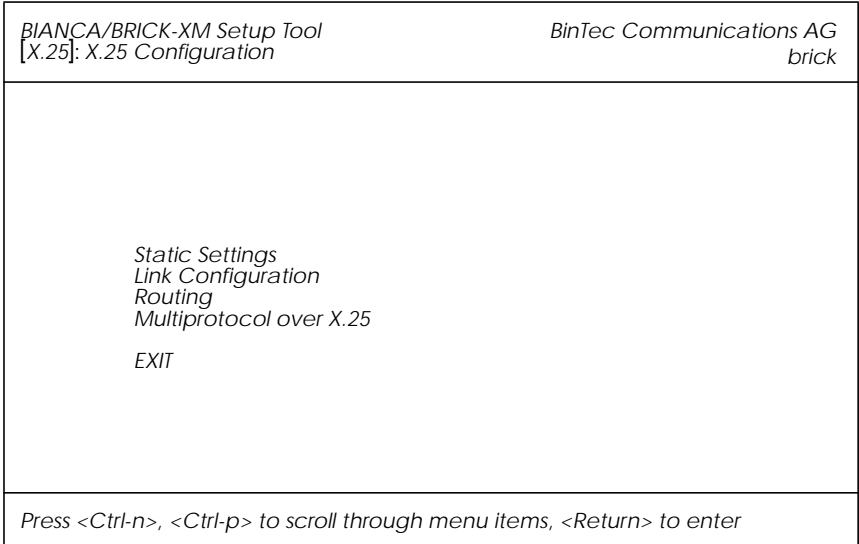 BIANCA/BRICK-XM Setup Tool BinTec Communications AG
[X.25]: X.25 Configuration brick
Static Settings
Link Configuration
Routing
Multiprotocol over X.25
EXIT
Press <Ctrl-n>, <Ctrl-p> to scroll through menu items, <Return> to enter